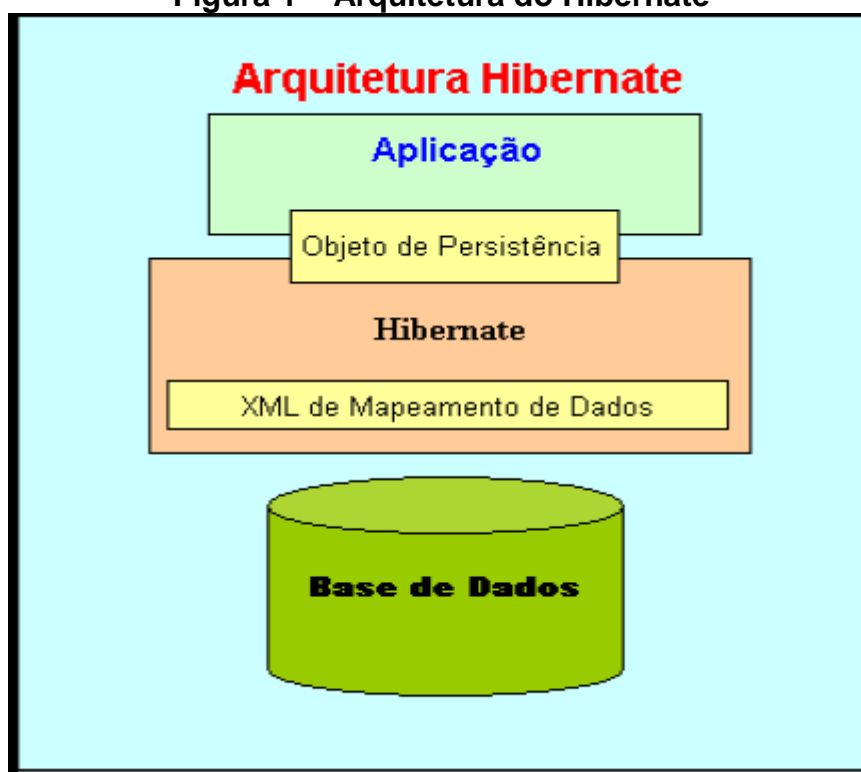 Figura 1 – Arquitetura do Hibernate
Arquitetura Hibernate
Aplicação
Objeto de Persistência
Hibernate
XML de Mapeamento de Dados
Base de Dados